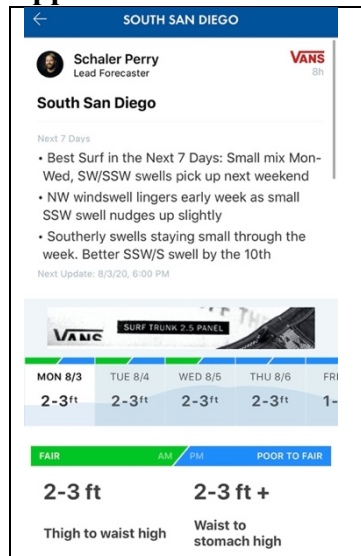 SOUTH SAN DIEGO
Schaler Perry
Lead Forecaster
VANS
8h
South San Diego
Next 7 Days
• Best Surf in the Next 7 Days: Small mix Mon-
Wed, SW/SSW swells pick up next weekend
• NW windswell lingers early week as small
SSW swell nudges up slightly
• Southerly swells staying small through the
week. Better SSW/S swell by the 10th
Next Update: 8/3/20, 6:00 PM
VANS
SURF TRUNK 2.5 PANEL
MON 8/3 TUE 8/4 WED 8/5 THU 8/6 FRI
2-3ft 2-3ft 2-3ft 2-3ft 1-
FAIR AM PM POOR TO FAIR
2-3 ft 2-3 ft +
Thigh to waist high Waist to
stomach high